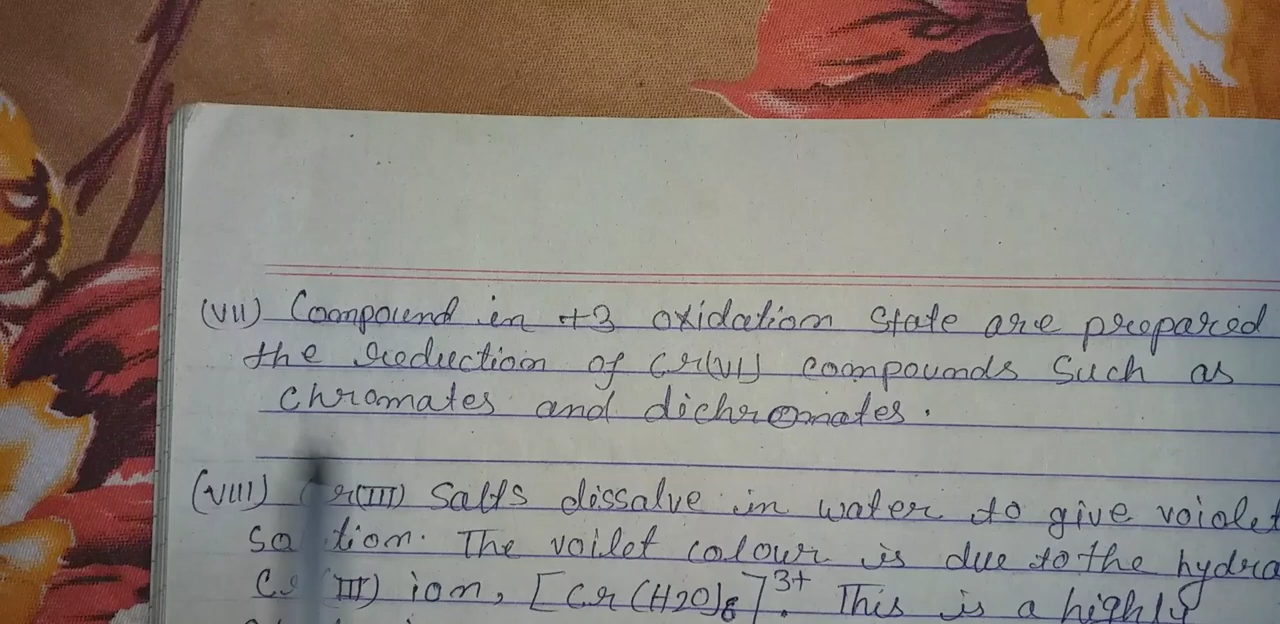 (VII) Compound in +3 oxidation state are prepared
the reduction of Cr(VI) compounds Such as
chromates and dichromates.
(VIII) Cr(III) Salts dissalve in water to give voiolet
So tion. The voilet colour is due to the hydra
Cr(III) ion, [Cr(H2O)6]3+. This is a highly